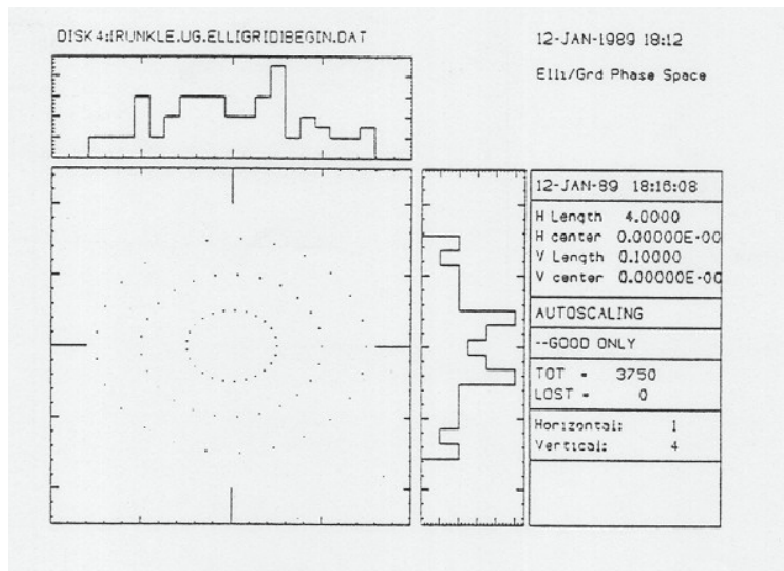 DISK4:[RUNKLE.UG.ELLIGRID]BEGIN.DAT
12-JAN-1989 18:12
Elli/Grd Phase Space
12-JAN-89 18:16:08
H Length 4.0000
H center 0.00000E-00
V Length 0.10000
V center 0.00000E-00
AUTOSCALING
--GOOD ONLY
TOT = 3750
LOST = 0
Horizontal: 1
Vertical: 4